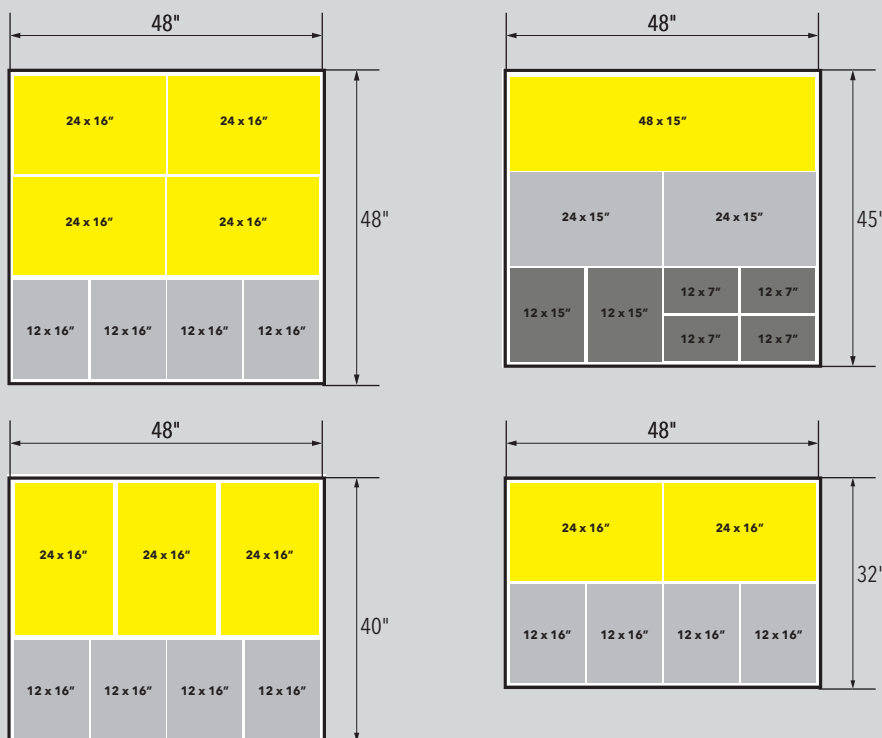 48"
48"
24 x 16" 24 x 16"
48 x 15"
24 x 16" 24 x 16"
48"
24 x 15" 24 x 15"
45"
12 x 16" 12 x 16" 12 x 16" 12 x 16"
12 x 15" 12 x 15" 12 x 7" 12 x 7"
12 x 7" 12 x 7"
48"
48"
24 x 16" 24 x 16" 24 x 16"
40"
24 x 16" 24 x 16"
32"
12 x 16" 12 x 16" 12 x 16" 12 x 16"
12 x 16" 12 x 16" 12 x 16" 12 x 16"